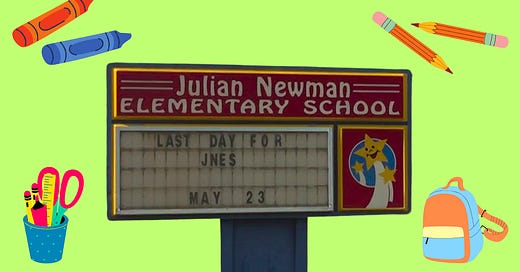 Julian Newman
ELEMENTARY SCHOOL
LAST DAY FOR
JNES
MAY 23